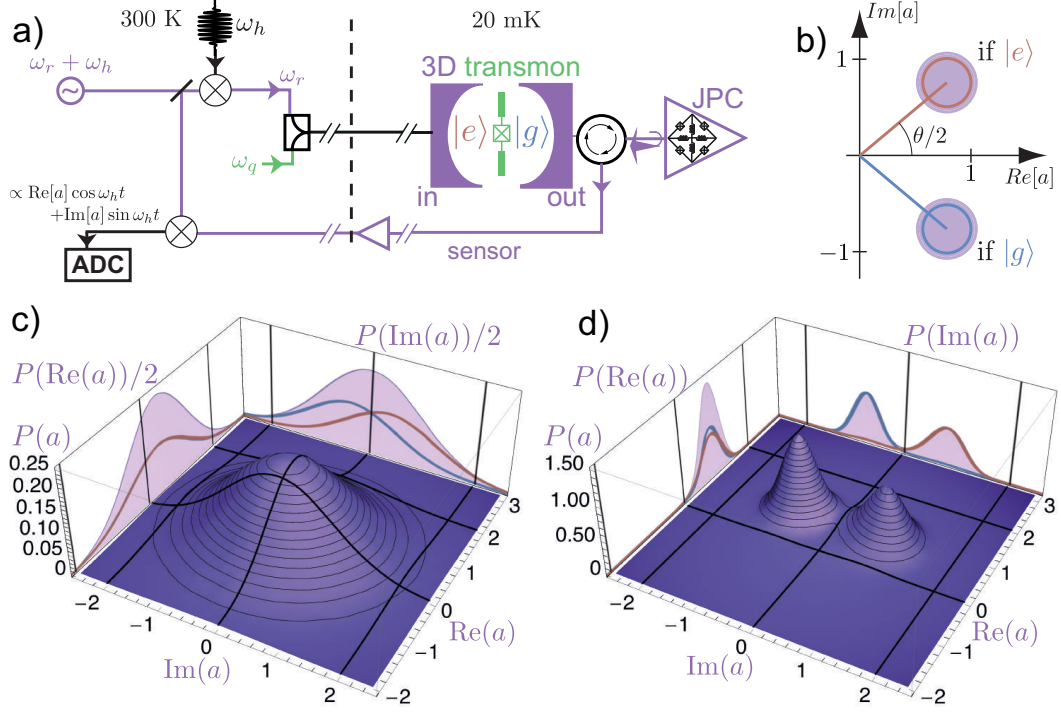 a)
300 K
20 mK
ω_h
ω_r + ω_h
~
ω_r
ω_q
3D transmon
|e⟩
|g⟩
in
out
JPC
∝ Re[a] cos ω_h t
+Im[a] sin ω_h t
ADC
sensor
b)
Im[a]
1
if |e⟩
θ/2
1
Re[a]
−1
if |g⟩
c)
P(Im(a))/2
P(Re(a))/2
P(a)
0.25
0.20
0.15
0.10
0.05
0
-2
-1
0
1
2
Im(a)
-2
-1
0
1
2
3
Re(a)
d)
P(Im(a))
P(Re(a))
P(a)
1.50
1.00
0.50
0
-2
-1
0
1
2
Im(a)
-2
-1
0
1
2
3
Re(a)